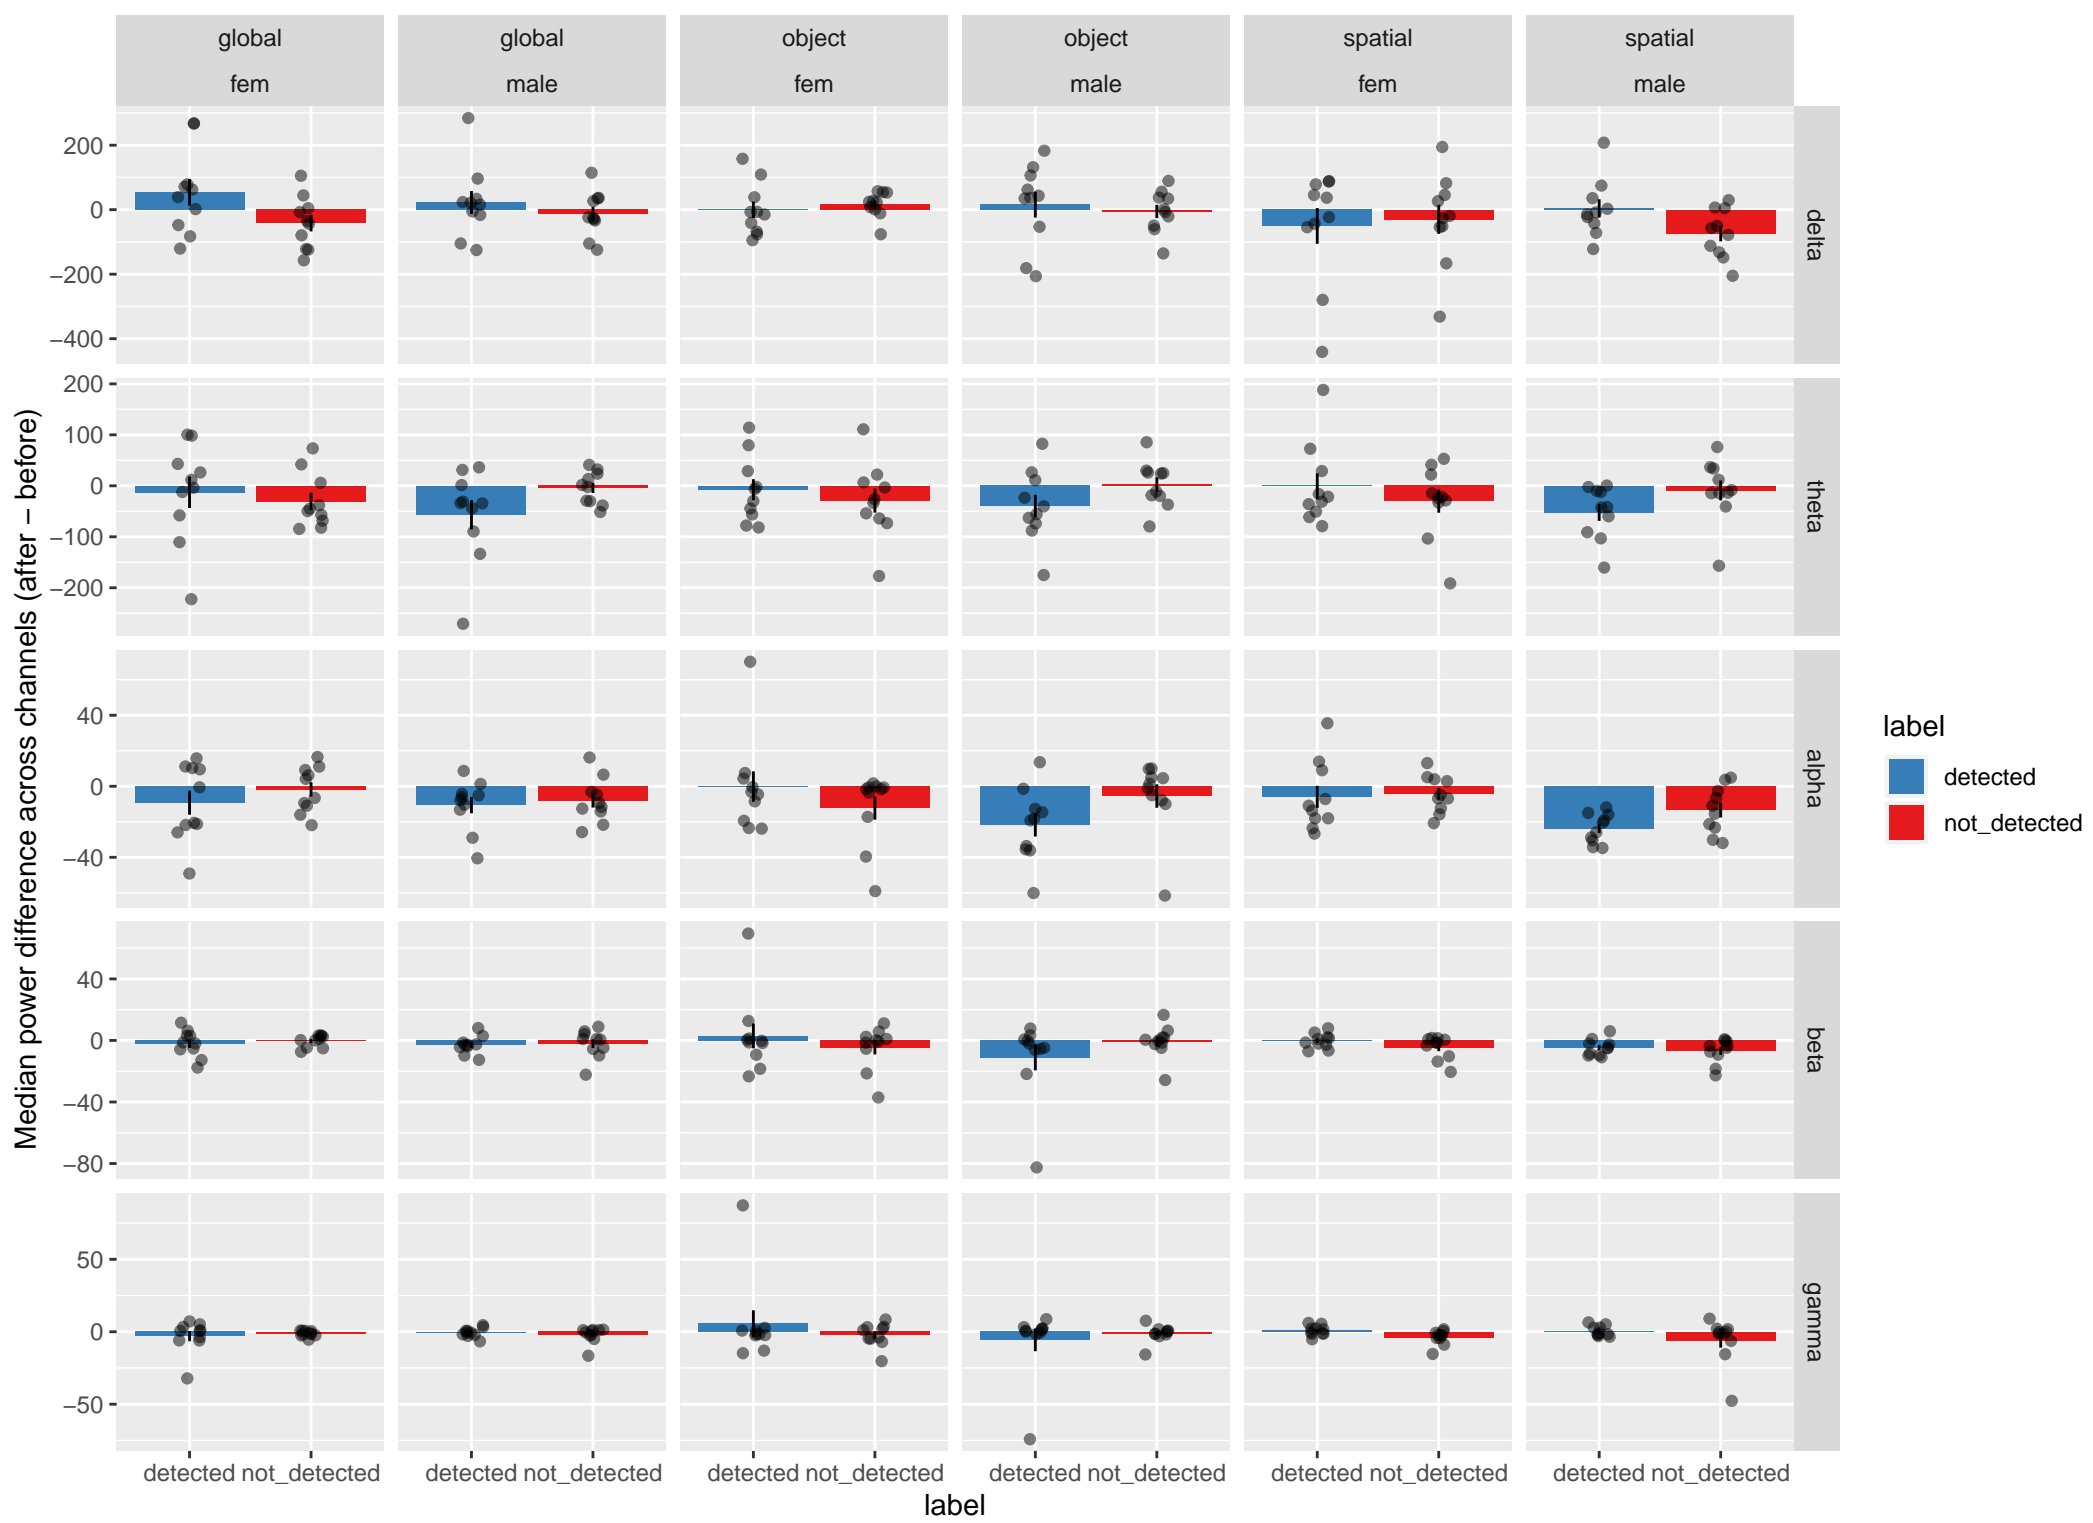 global global object object spatial spatial
fem male fem male fem male
200
0
−200
−400
delta
200
100
0
−100
−200
theta
40
0
−40
alpha
40
0
−40
−80
beta
50
0
−50
gamma
detected not_detected detected not_detected detected not_detected detected not_detected detected not_detected detected not_detected
label
Median power difference across channels (after − before)
label
detected
not_detected